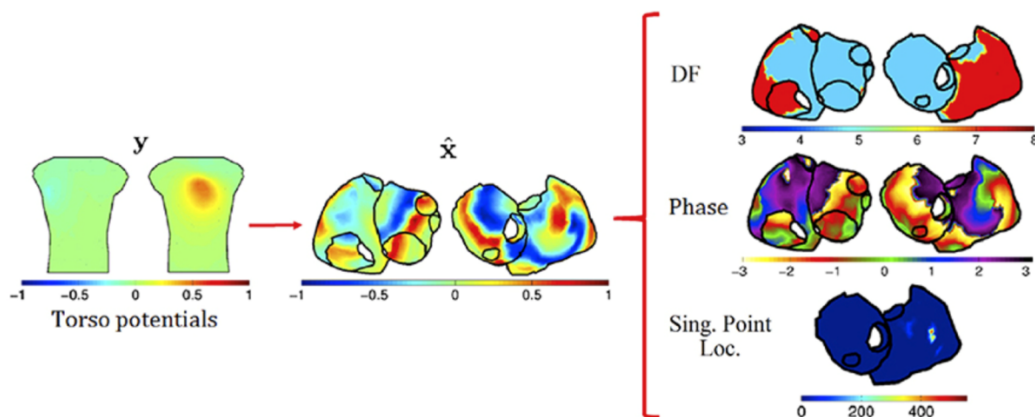 y
−1 −0.5 0 0.5 1
Torso potentials
x̂
−1 −0.5 0 0.5 1
DF
3 4 5 6 7 8
Phase
−3 −2 −1 0 1 2 3
Sing. Point
Loc.
0 200 400